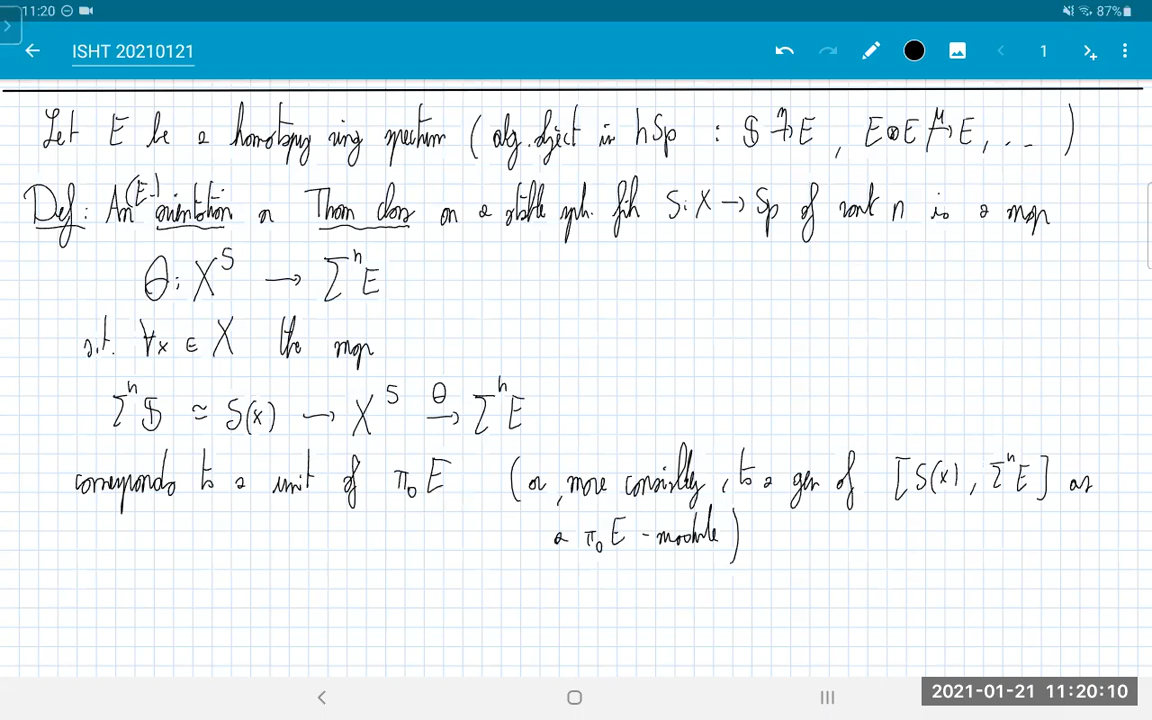 11:20
87%
ISHT 20210121
1
Let E be a homotopy ring spectrum (alg. object in hSp : 𝕊 →^η E, E⊗E →^μ E, ...)
Def: An (E-) orientation or Thom class on a stable sph. fib S: X → Sp of rank n is a map
θ: X^S → Σ^n E
s.t. ∀x ∈ X the map
Σ^n 𝕊 ≃ S(x) → X^S →^θ Σ^n E
corresponds to a unit of π₀E (or, more concisely, to a gen of [S(x), Σ^n E] as
a π₀E-module)
2021-01-21 11:20:10